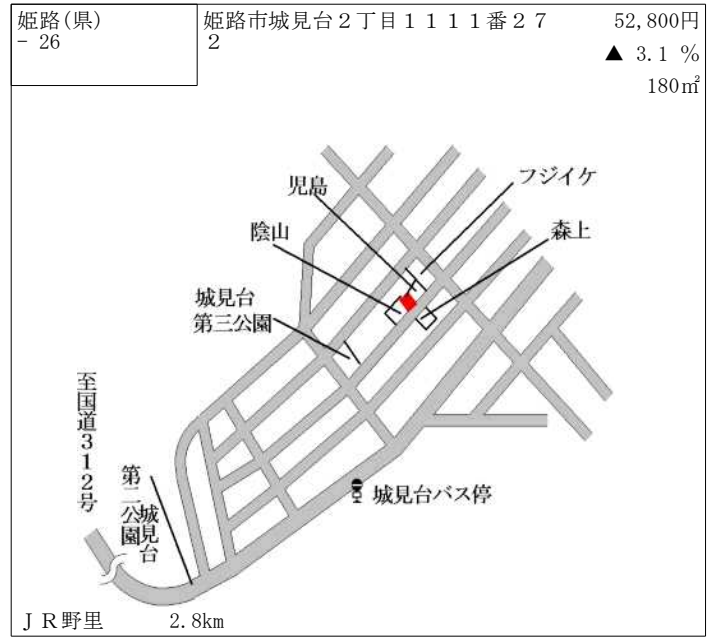 姫路(県)
- 26
姫路市城見台２丁目１１１１番２７
２
52,800円
▲ 3.1 %
180㎡
フジイケ
児島
森上
陰山
城見台
第三公園
至国道312号
城見台
第二公園
城見台バス停
ＪＲ野里
2.8km